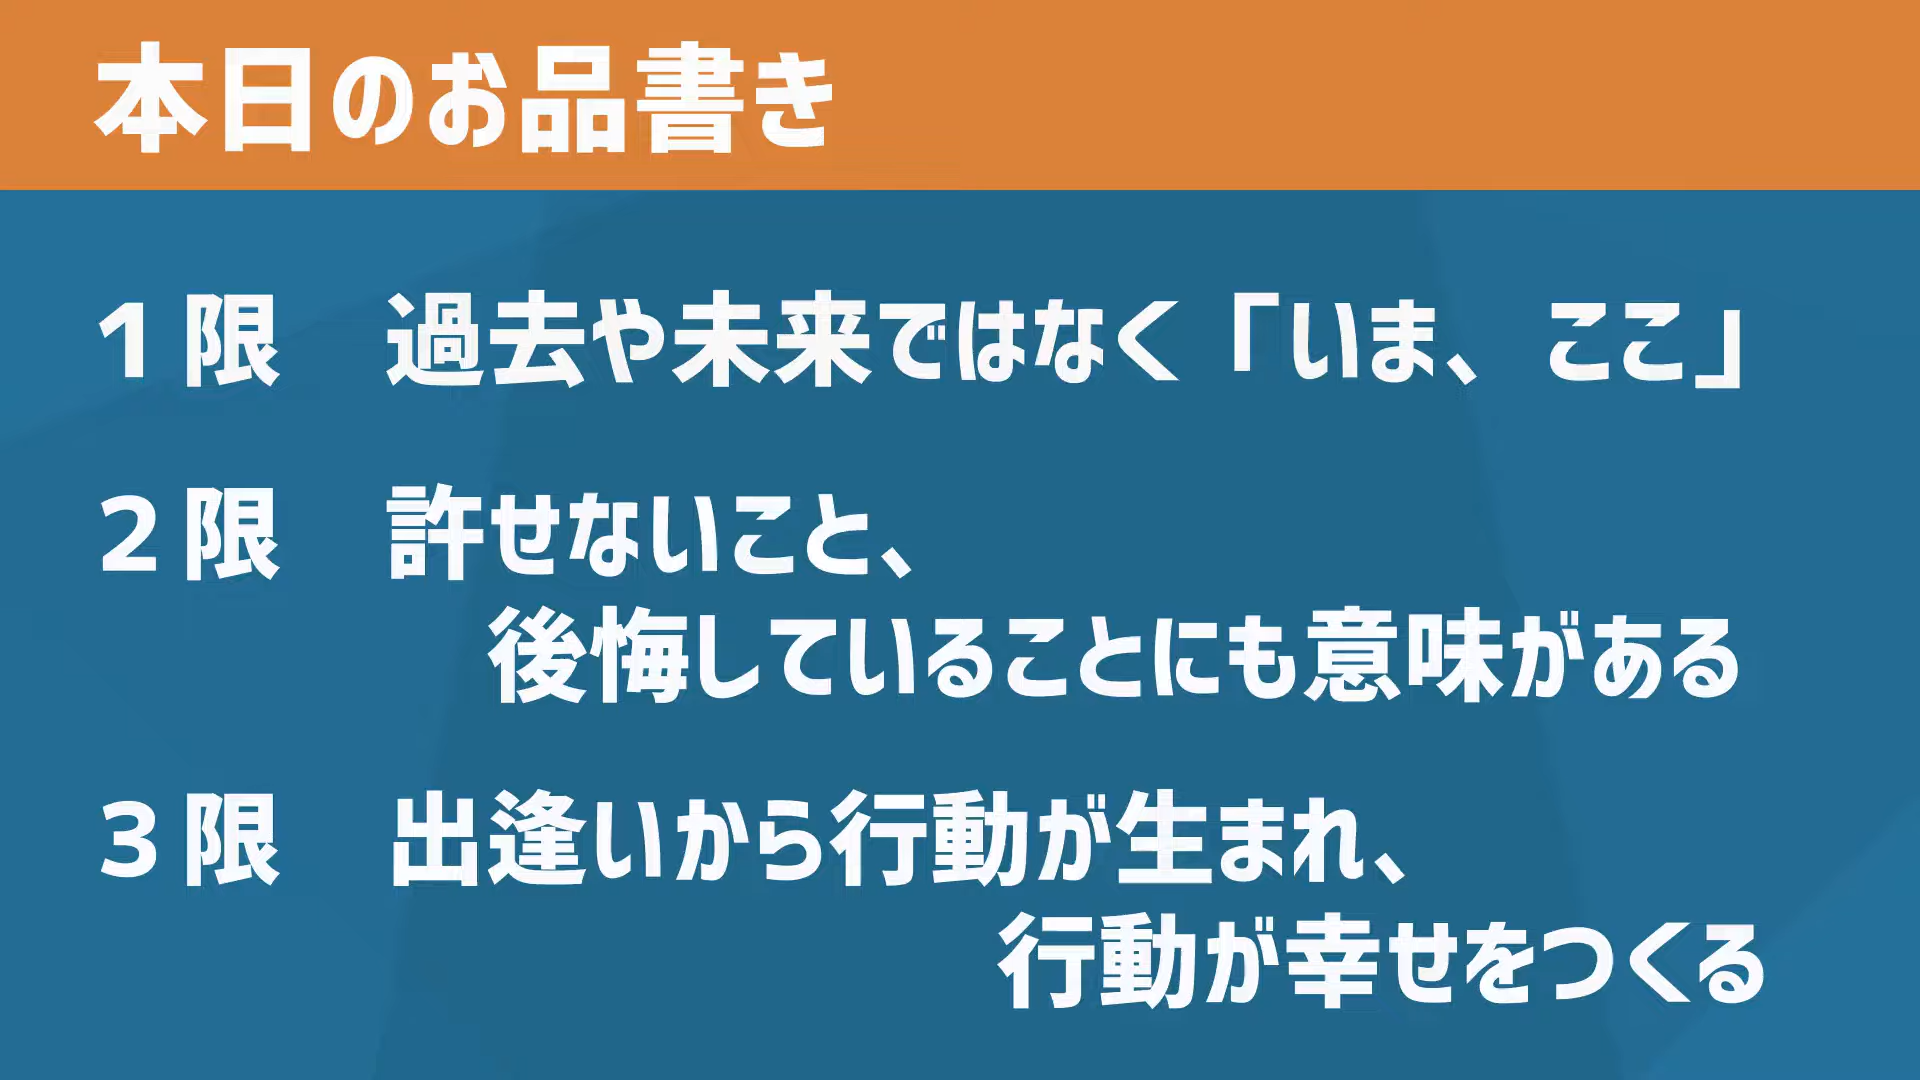 本日のお品書き
1限　過去や未来ではなく「いま、ここ」
2限　許せないこと、
後悔していることにも意味がある
3限　出逢いから行動が生まれ、
行動が幸せをつくる